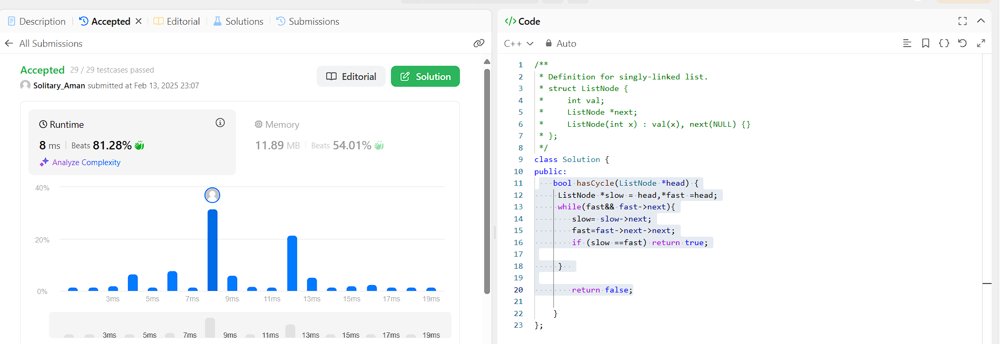 Description Accepted Editorial Solutions Submissions
All Submissions
Accepted 29 / 29 testcases passed
Solitary_Aman submitted at Feb 13, 2025 23:07
Editorial Solution
Runtime
8 ms Beats 81.28%
Analyze Complexity
Memory
11.89 MB Beats 54.01%
40%
20%
0%
3ms 5ms 7ms 9ms 11ms 13ms 15ms 17ms 19ms
3ms 5ms 7ms 9ms 11ms 13ms 15ms 17ms 19ms
</> Code
C++ Auto
1 /**
2 * Definition for singly-linked list.
3 * struct ListNode {
4 *     int val;
5 *     ListNode *next;
6 *     ListNode(int x) : val(x), next(NULL) {}
7 * };
8 */
9 class Solution {
10 public:
11     bool hasCycle(ListNode *head) {
12      ListNode *slow = head,*fast =head;
13      while(fast&& fast->next){
14         slow= slow->next;
15         fast=fast->next->next;
16         if (slow ==fast) return true;
17
18      }
19
20         return false;
21
22     }
23 };